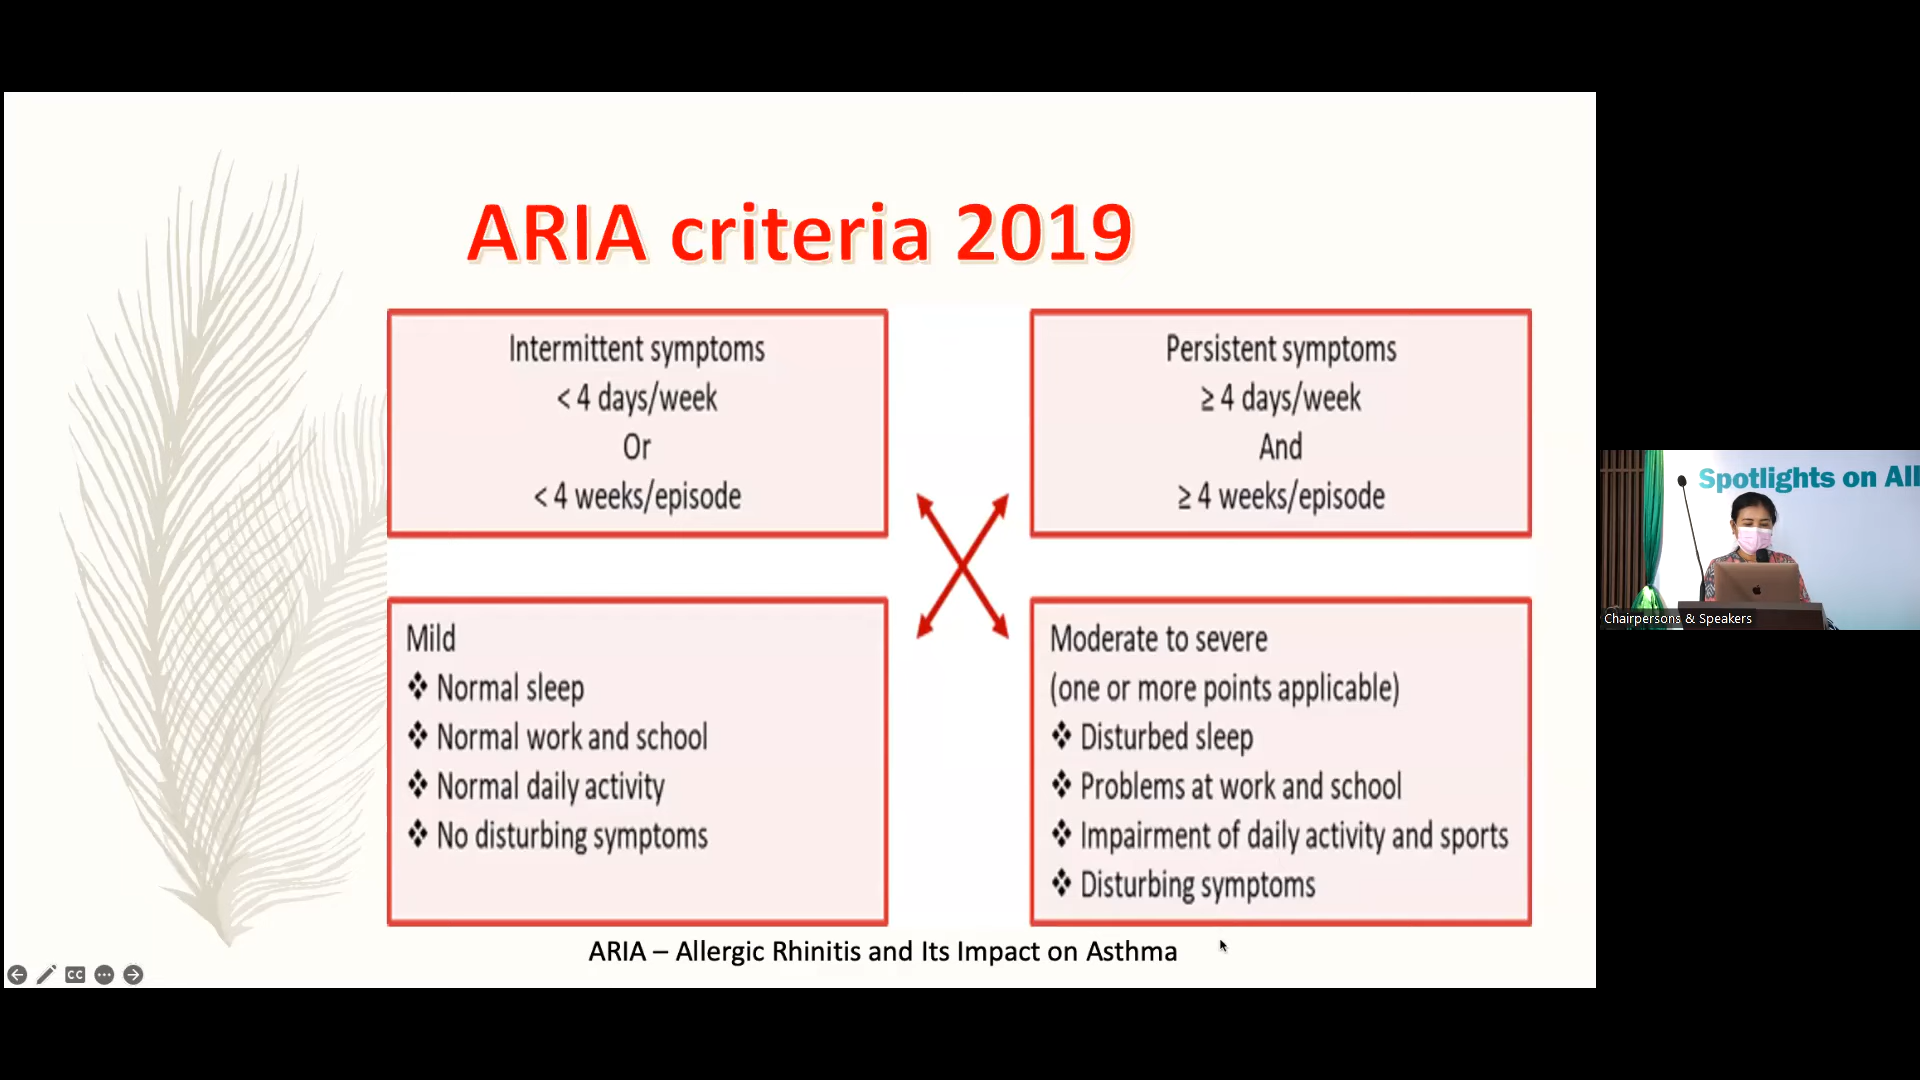 ARIA criteria 2019
Intermittent symptoms
< 4 days/week
Or
< 4 weeks/episode
Persistent symptoms
≥ 4 days/week
And
≥ 4 weeks/episode
Mild
❖ Normal sleep
❖ Normal work and school
❖ Normal daily activity
❖ No disturbing symptoms
Moderate to severe
(one or more points applicable)
❖ Disturbed sleep
❖ Problems at work and school
❖ Impairment of daily activity and sports
❖ Disturbing symptoms
ARIA – Allergic Rhinitis and Its Impact on Asthma
CC
Spotlights on All
Chairpersons & Speakers